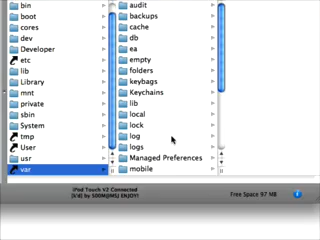 bin
boot
cores
dev
Developer
etc
lib
Library
mnt
private
sbin
System
tmp
User
usr
var
audit
backups
cache
db
ea
empty
folders
keybags
Keychains
lib
local
lock
log
logs
Managed Preferences
mobile
iPod Touch V2 Connected
Free Space 97 MB